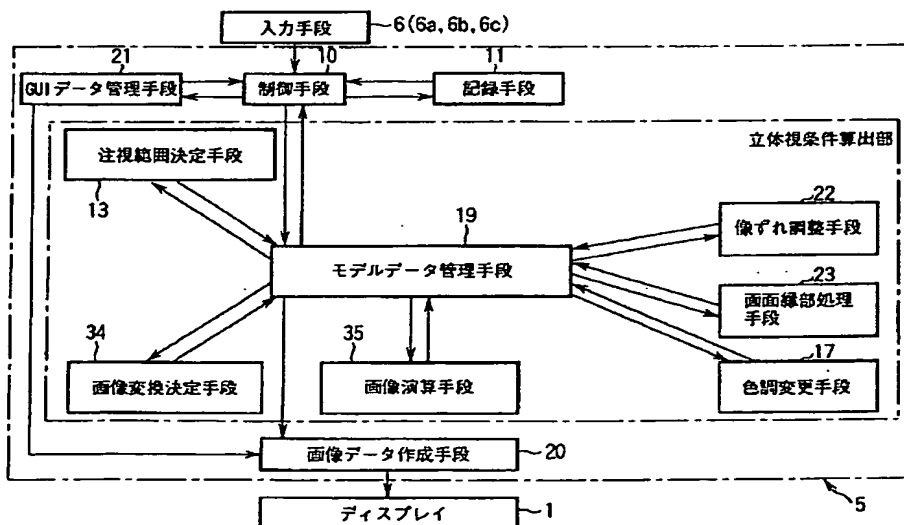 入力手段
6(6a, 6b, 6c)
21
10
11
GUIデータ管理手段
制御手段
記録手段
立体視条件算出部
注視範囲決定手段
13
19
モデルデータ管理手段
22
像ずれ調整手段
23
画面縁部処理
手段
34
画像変換決定手段
35
画像演算手段
17
色調変更手段
画像データ作成手段
20
5
ディスプレイ
1